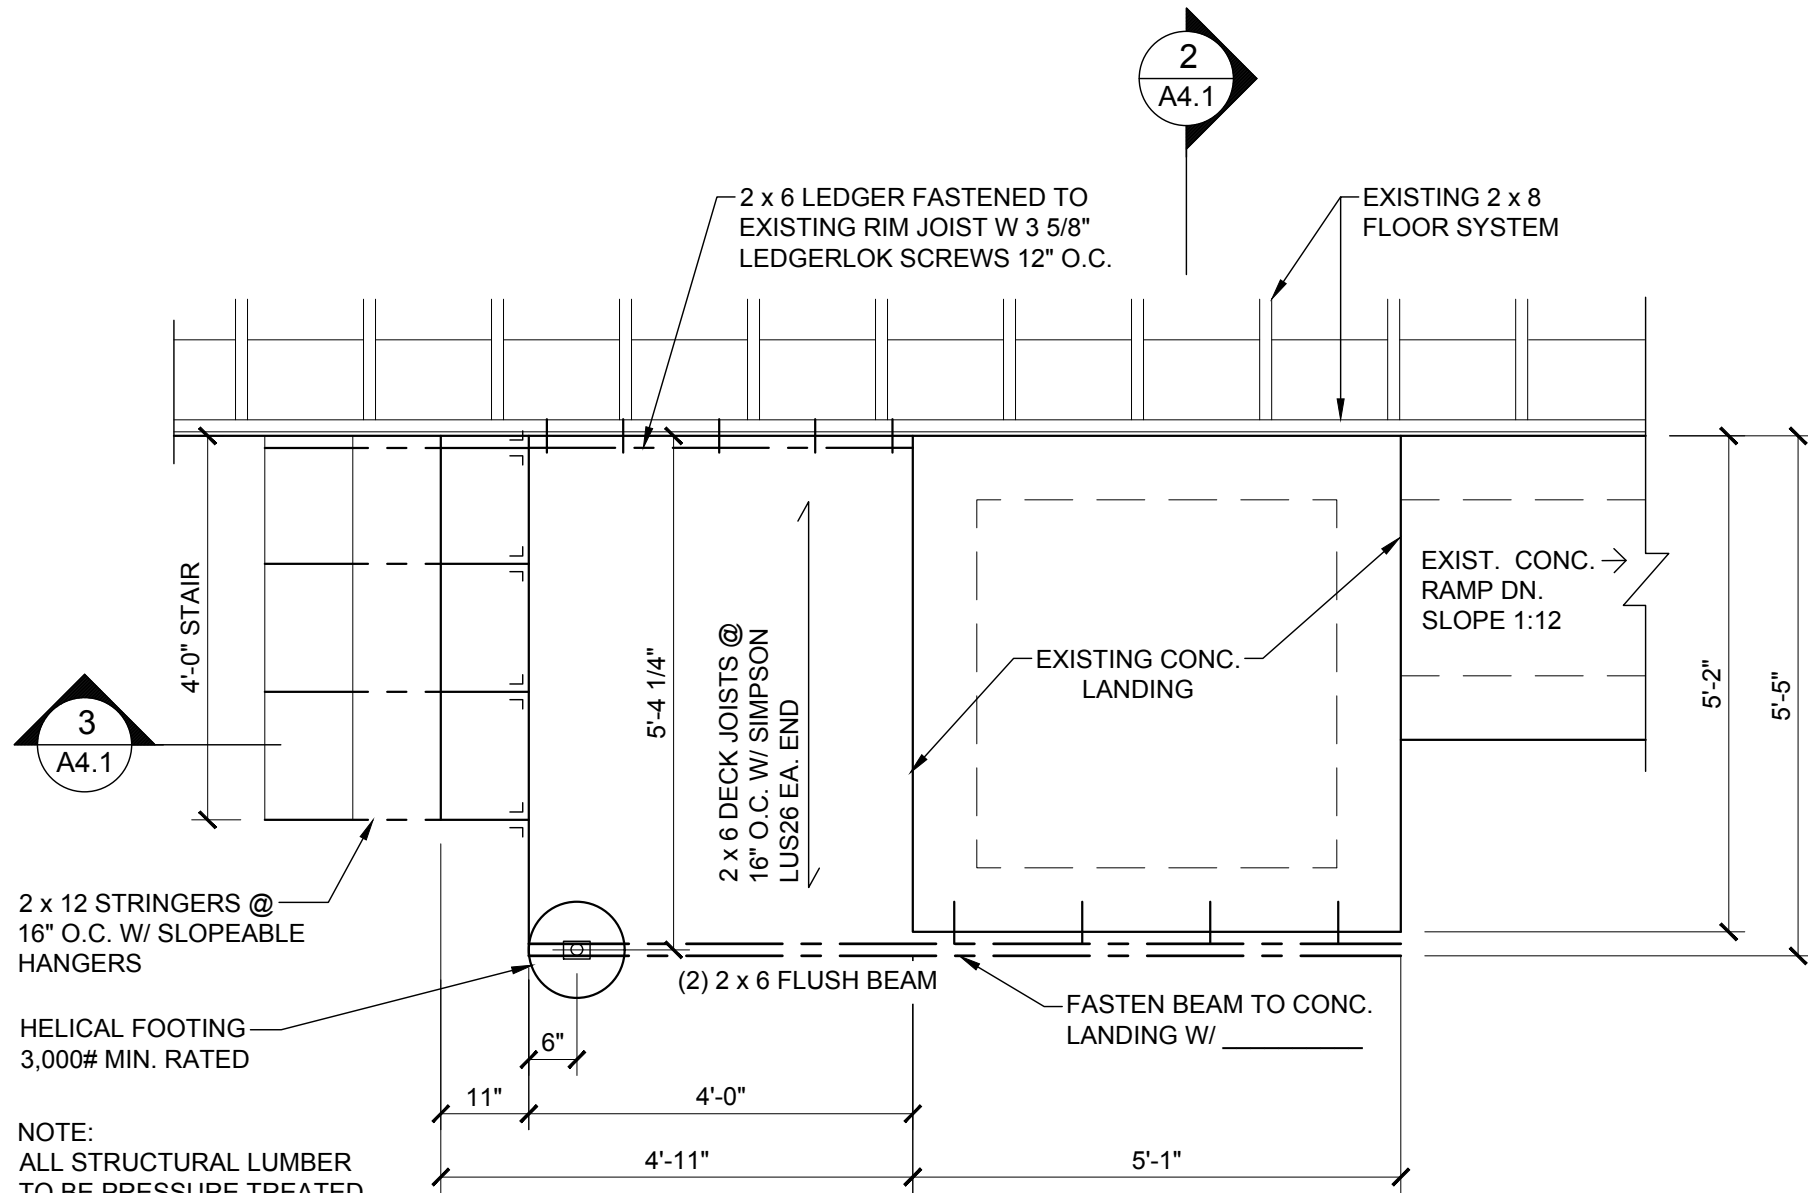 2
A4.1
2 x 6 LEDGER FASTENED TO
EXISTING RIM JOIST W 3 5/8"
LEDGERLOK SCREWS 12" O.C.
EXISTING 2 x 8
FLOOR SYSTEM
4'-0" STAIR
5'-4 1/4"
2 x 6 DECK JOISTS @
16" O.C. W/ SIMPSON
LUS26 EA. END
EXISTING CONC.
LANDING
EXIST. CONC.
RAMP DN.
SLOPE 1:12
5'-2"
5'-5"
3
A4.1
2 x 12 STRINGERS @
16" O.C. W/ SLOPEABLE
HANGERS
(2) 2 x 6 FLUSH BEAM
FASTEN BEAM TO CONC.
LANDING W/
HELICAL FOOTING
3,000# MIN. RATED
6"
11"
4'-0"
4'-11"
5'-1"
NOTE:
ALL STRUCTURAL LUMBER
TO BE PRESSURE TREATED